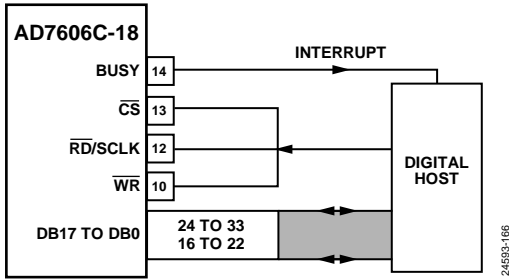 AD7606C-18
BUSY 14
INTERRUPT
CS 13
RD/SCLK 12
WR 10
DIGITAL
HOST
DB17 TO DB0
24 TO 33
16 TO 22
24593-166